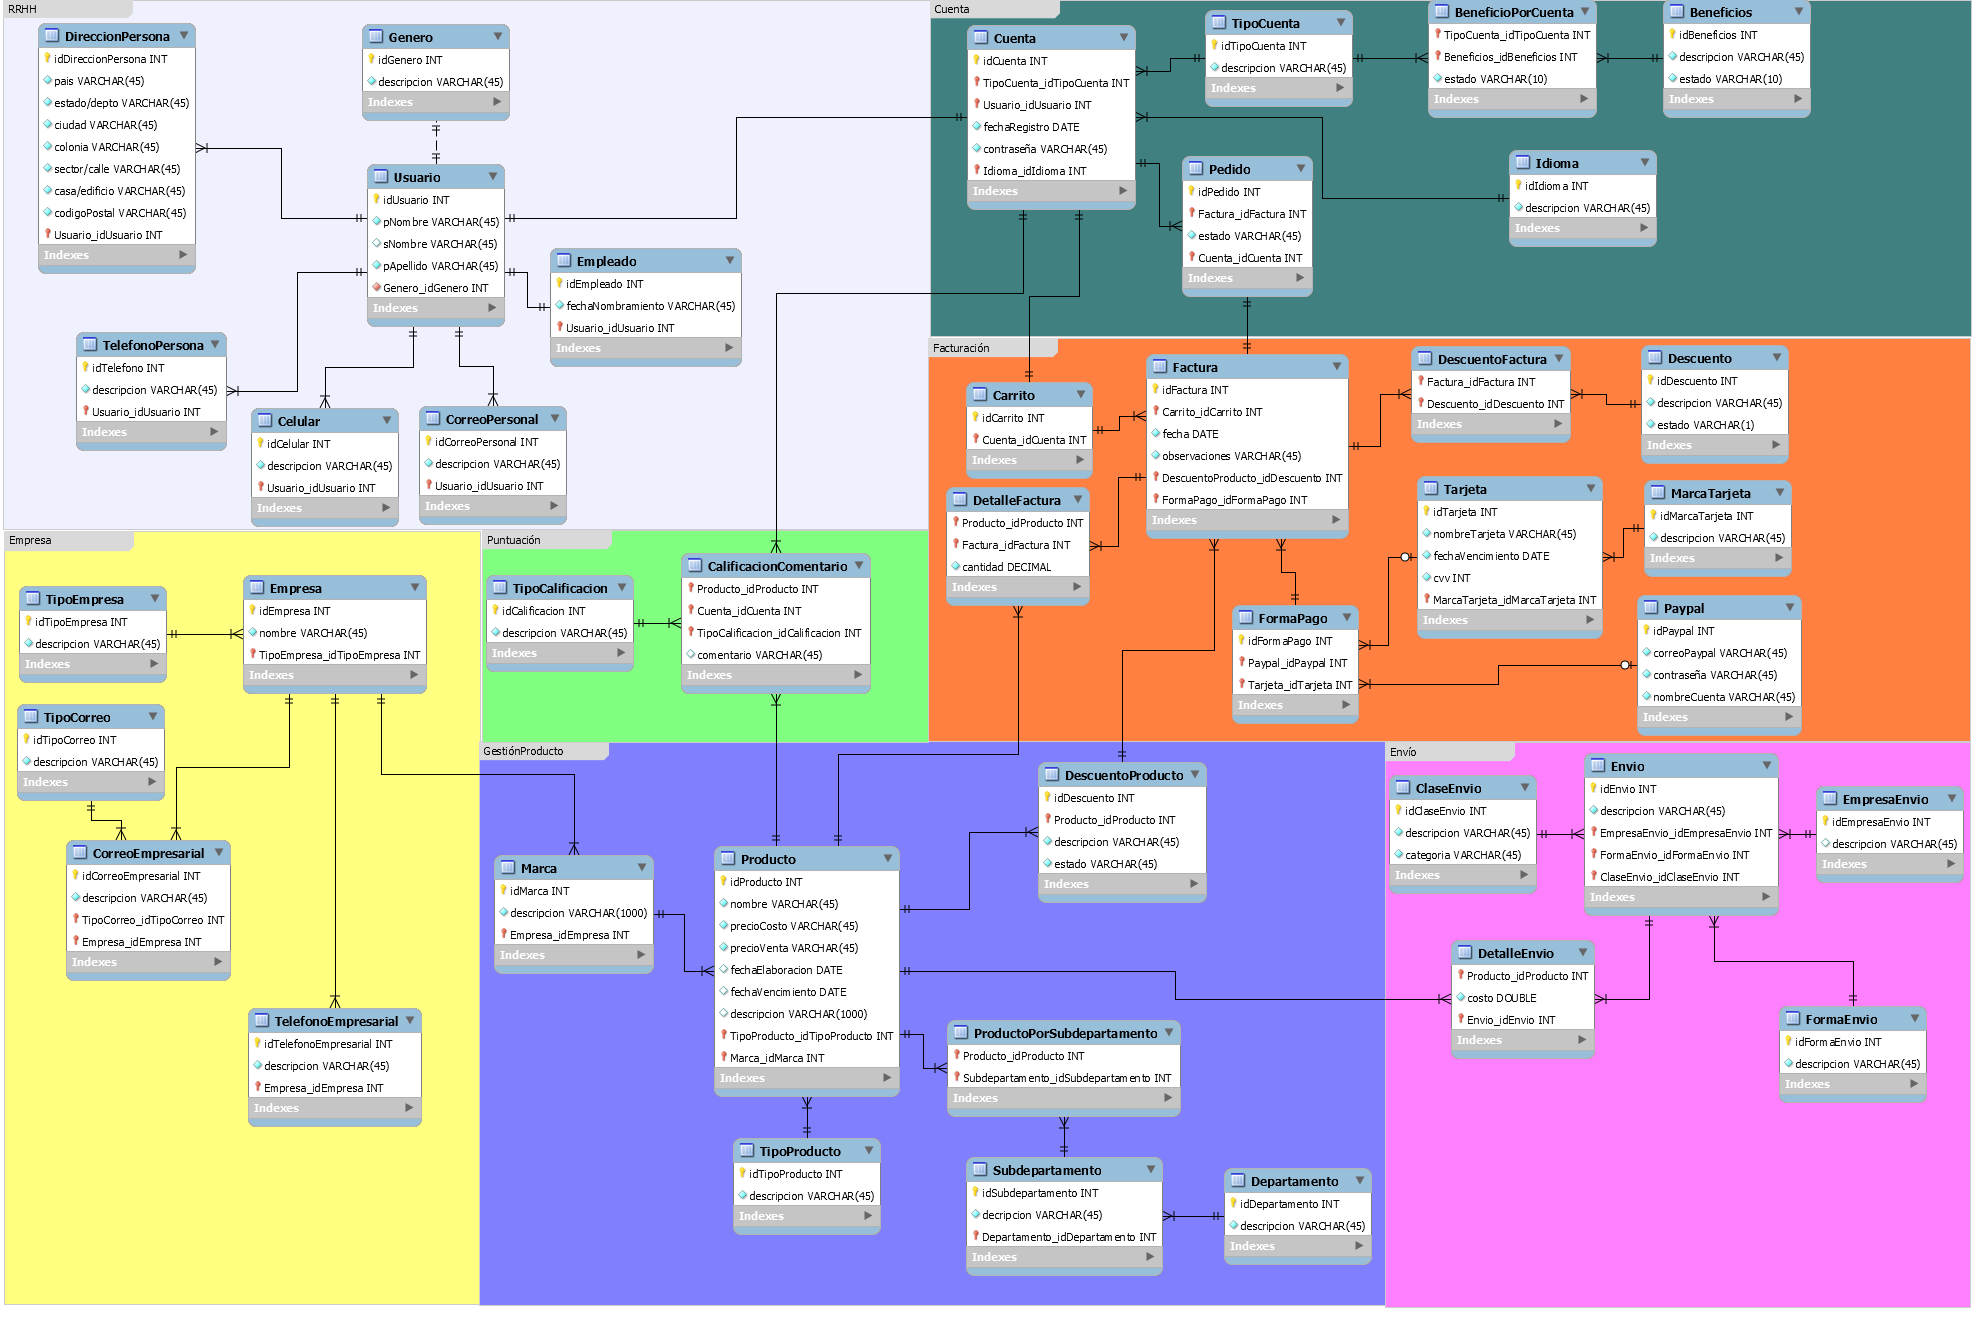 RRHH
DireccionPersona
idDireccionPersona INT
pais VARCHAR(45)
estado/depto VARCHAR(45)
ciudad VARCHAR(45)
colonia VARCHAR(45)
sector/calle VARCHAR(45)
casa/edificio VARCHAR(45)
codigoPostal VARCHAR(45)
Usuario_idUsuario INT
Indexes
Genero
idGenero INT
descripcion VARCHAR(45)
Indexes
Usuario
idUsuario INT
pNombre VARCHAR(45)
sNombre VARCHAR(45)
pApellido VARCHAR(45)
Genero_idGenero INT
Indexes
Empleado
idEmpleado INT
fechaNombramiento VARCHAR(45)
Usuario_idUsuario INT
Indexes
TelefonoPersona
idTelefono INT
descripcion VARCHAR(45)
Usuario_idUsuario INT
Indexes
Celular
idCelular INT
descripcion VARCHAR(45)
Usuario_idUsuario INT
Indexes
CorreoPersonal
idCorreoPersonal INT
descripcion VARCHAR(45)
Usuario_idUsuario INT
Indexes
Cuenta
Cuenta
idCuenta INT
TipoCuenta_idTipoCuenta INT
Usuario_idUsuario INT
fechaRegistro DATE
contraseña VARCHAR(45)
Idioma_idIdioma INT
Indexes
TipoCuenta
idTipoCuenta INT
descripcion VARCHAR(45)
Indexes
BeneficioPorCuenta
TipoCuenta_idTipoCuenta INT
Beneficios_idBeneficios INT
estado VARCHAR(10)
Indexes
Beneficios
idBeneficios INT
descripcion VARCHAR(45)
estado VARCHAR(10)
Indexes
Pedido
idPedido INT
Factura_idFactura INT
estado VARCHAR(45)
Cuenta_idCuenta INT
Indexes
Idioma
idIdioma INT
descripcion VARCHAR(45)
Indexes
Facturación
Carrito
idCarrito INT
Cuenta_idCuenta INT
Indexes
Factura
idFactura INT
Carrito_idCarrito INT
fecha DATE
observaciones VARCHAR(45)
DescuentoProducto_idDescuento INT
FormaPago_idFormaPago INT
Indexes
DescuentoFactura
Factura_idFactura INT
Descuento_idDescuento INT
Indexes
Descuento
idDescuento INT
descripcion VARCHAR(45)
estado VARCHAR(1)
Indexes
DetalleFactura
Producto_idProducto INT
Factura_idFactura INT
cantidad DECIMAL
Indexes
Tarjeta
idTarjeta INT
nombreTarjeta VARCHAR(45)
fechaVencimiento DATE
cvv INT
MarcaTarjeta_idMarcaTarjeta INT
Indexes
MarcaTarjeta
idMarcaTarjeta INT
descripcion VARCHAR(45)
Indexes
FormaPago
idFormaPago INT
Paypal_idPaypal INT
Tarjeta_idTarjeta INT
Indexes
Paypal
idPaypal INT
correoPaypal VARCHAR(45)
contraseña VARCHAR(45)
nombreCuenta VARCHAR(45)
Indexes
Empresa
TipoEmpresa
idTipoEmpresa INT
descripcion VARCHAR(45)
Indexes
Empresa
idEmpresa INT
nombre VARCHAR(45)
TipoEmpresa_idTipoEmpresa INT
Indexes
TipoCorreo
idTipoCorreo INT
descripcion VARCHAR(45)
Indexes
CorreoEmpresarial
idCorreoEmpresarial INT
descripcion VARCHAR(45)
TipoCorreo_idTipoCorreo INT
Empresa_idEmpresa INT
Indexes
TelefonoEmpresarial
idTelefonoEmpresarial INT
descripcion VARCHAR(45)
Empresa_idEmpresa INT
Indexes
Puntuación
TipoCalificacion
idCalificacion INT
descripcion VARCHAR(45)
Indexes
CalificacionComentario
Producto_idProducto INT
Cuenta_idCuenta INT
TipoCalificacion_idCalificacion INT
comentario VARCHAR(45)
Indexes
GestiónProducto
Marca
idMarca INT
descripcion VARCHAR(1000)
Empresa_idEmpresa INT
Indexes
Producto
idProducto INT
nombre VARCHAR(45)
precioCosto VARCHAR(45)
precioVenta VARCHAR(45)
fechaElaboracion DATE
fechaVencimiento DATE
descripcion VARCHAR(1000)
TipoProducto_idTipoProducto INT
Marca_idMarca INT
Indexes
DescuentoProducto
idDescuento INT
Producto_idProducto INT
descripcion VARCHAR(45)
estado VARCHAR(45)
Indexes
ProductoPorSubdepartamento
Producto_idProducto INT
Subdepartamento_idSubdepartamento INT
Indexes
TipoProducto
idTipoProducto INT
descripcion VARCHAR(45)
Indexes
Subdepartamento
idSubdepartamento INT
decripcion VARCHAR(45)
Departamento_idDepartamento INT
Indexes
Departamento
idDepartamento INT
descripcion VARCHAR(45)
Indexes
Envío
ClaseEnvio
idClaseEnvio INT
descripcion VARCHAR(45)
categoria VARCHAR(45)
Indexes
Envio
idEnvio INT
descripcion VARCHAR(45)
EmpresaEnvio_idEmpresaEnvio INT
FormaEnvio_idFormaEnvio INT
ClaseEnvio_idClaseEnvio INT
Indexes
EmpresaEnvio
idEmpresaEnvio INT
descripcion VARCHAR(45)
Indexes
DetalleEnvio
Producto_idProducto INT
costo DOUBLE
Envio_idEnvio INT
Indexes
FormaEnvio
idFormaEnvio INT
descripcion VARCHAR(45)
Indexes